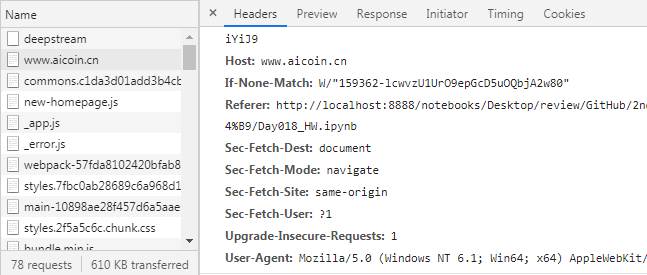 Name
deepstream
www.aicoin.cn
commons.c1da3d01add3b4cb
new-homepage.js
_app.js
_error.js
webpack-57fda8102420bfab8
styles.7fbc0ab28689c6a968d1
main-10898ae28f457d6a5aae
styles.2f5a5c6c.chunk.css
bundle.min.js
78 requests 610 KB transferred
× Headers Preview Response Initiator Timing Cookies
iYiJ9
Host: www.aicoin.cn
If-None-Match: W/"159362-lcwvzU1UrO9epGcD5uOQbjA2w80"
Referer: http://localhost:8888/notebooks/Desktop/review/GitHub/2n
4%B9/Day018_HW.ipynb
Sec-Fetch-Dest: document
Sec-Fetch-Mode: navigate
Sec-Fetch-Site: same-origin
Sec-Fetch-User: ?1
Upgrade-Insecure-Requests: 1
User-Agent: Mozilla/5.0 (Windows NT 6.1; Win64; x64) AppleWebKit/